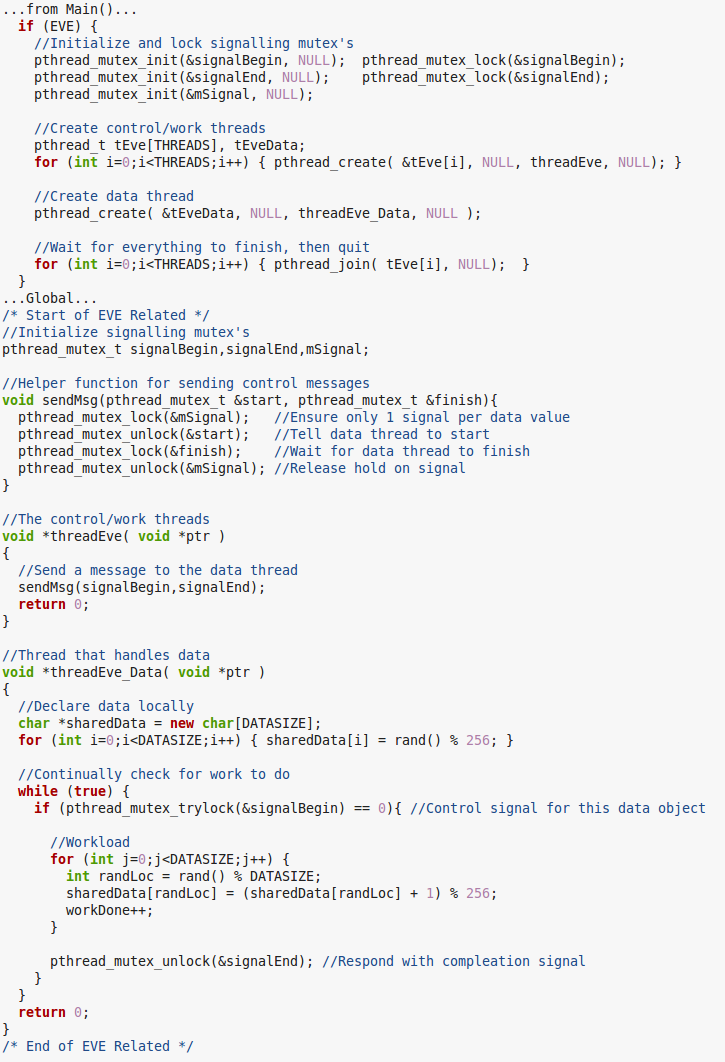 ...from Main()...
  if (EVE) {
    //Initialize and lock signalling mutex's
    pthread_mutex_init(&signalBegin, NULL);  pthread_mutex_lock(&signalBegin);
    pthread_mutex_init(&signalEnd, NULL);    pthread_mutex_lock(&signalEnd);
    pthread_mutex_init(&mSignal, NULL);

    //Create control/work threads
    pthread_t tEve[THREADS], tEveData;
    for (int i=0;i<THREADS;i++) { pthread_create( &tEve[i], NULL, threadEve, NULL); }

    //Create data thread
    pthread_create( &tEveData, NULL, threadEve_Data, NULL );

    //Wait for everything to finish, then quit
    for (int i=0;i<THREADS;i++) { pthread_join( tEve[i], NULL);  }
  }
...Global...
/* Start of EVE Related */
//Initialize signalling mutex's
pthread_mutex_t signalBegin,signalEnd,mSignal;

//Helper function for sending control messages
void sendMsg(pthread_mutex_t &start, pthread_mutex_t &finish){
  pthread_mutex_lock(&mSignal);   //Ensure only 1 signal per data value
  pthread_mutex_unlock(&start);   //Tell data thread to start
  pthread_mutex_lock(&finish);    //Wait for data thread to finish
  pthread_mutex_unlock(&mSignal); //Release hold on signal
}

//The control/work threads
void *threadEve( void *ptr )
{
  //Send a message to the data thread
  sendMsg(signalBegin,signalEnd);
  return 0;
}

//Thread that handles data
void *threadEve_Data( void *ptr )
{
  //Declare data locally
  char *sharedData = new char[DATASIZE];
  for (int i=0;i<DATASIZE;i++) { sharedData[i] = rand() % 256; }

  //Continually check for work to do
  while (true) {
    if (pthread_mutex_trylock(&signalBegin) == 0){ //Control signal for this data object

      //Workload
      for (int j=0;j<DATASIZE;j++) {
        int randLoc = rand() % DATASIZE;
        sharedData[randLoc] = (sharedData[randLoc] + 1) % 256;
        workDone++;
      }

      pthread_mutex_unlock(&signalEnd); //Respond with compleation signal
    }
  }
  return 0;
}
/* End of EVE Related */